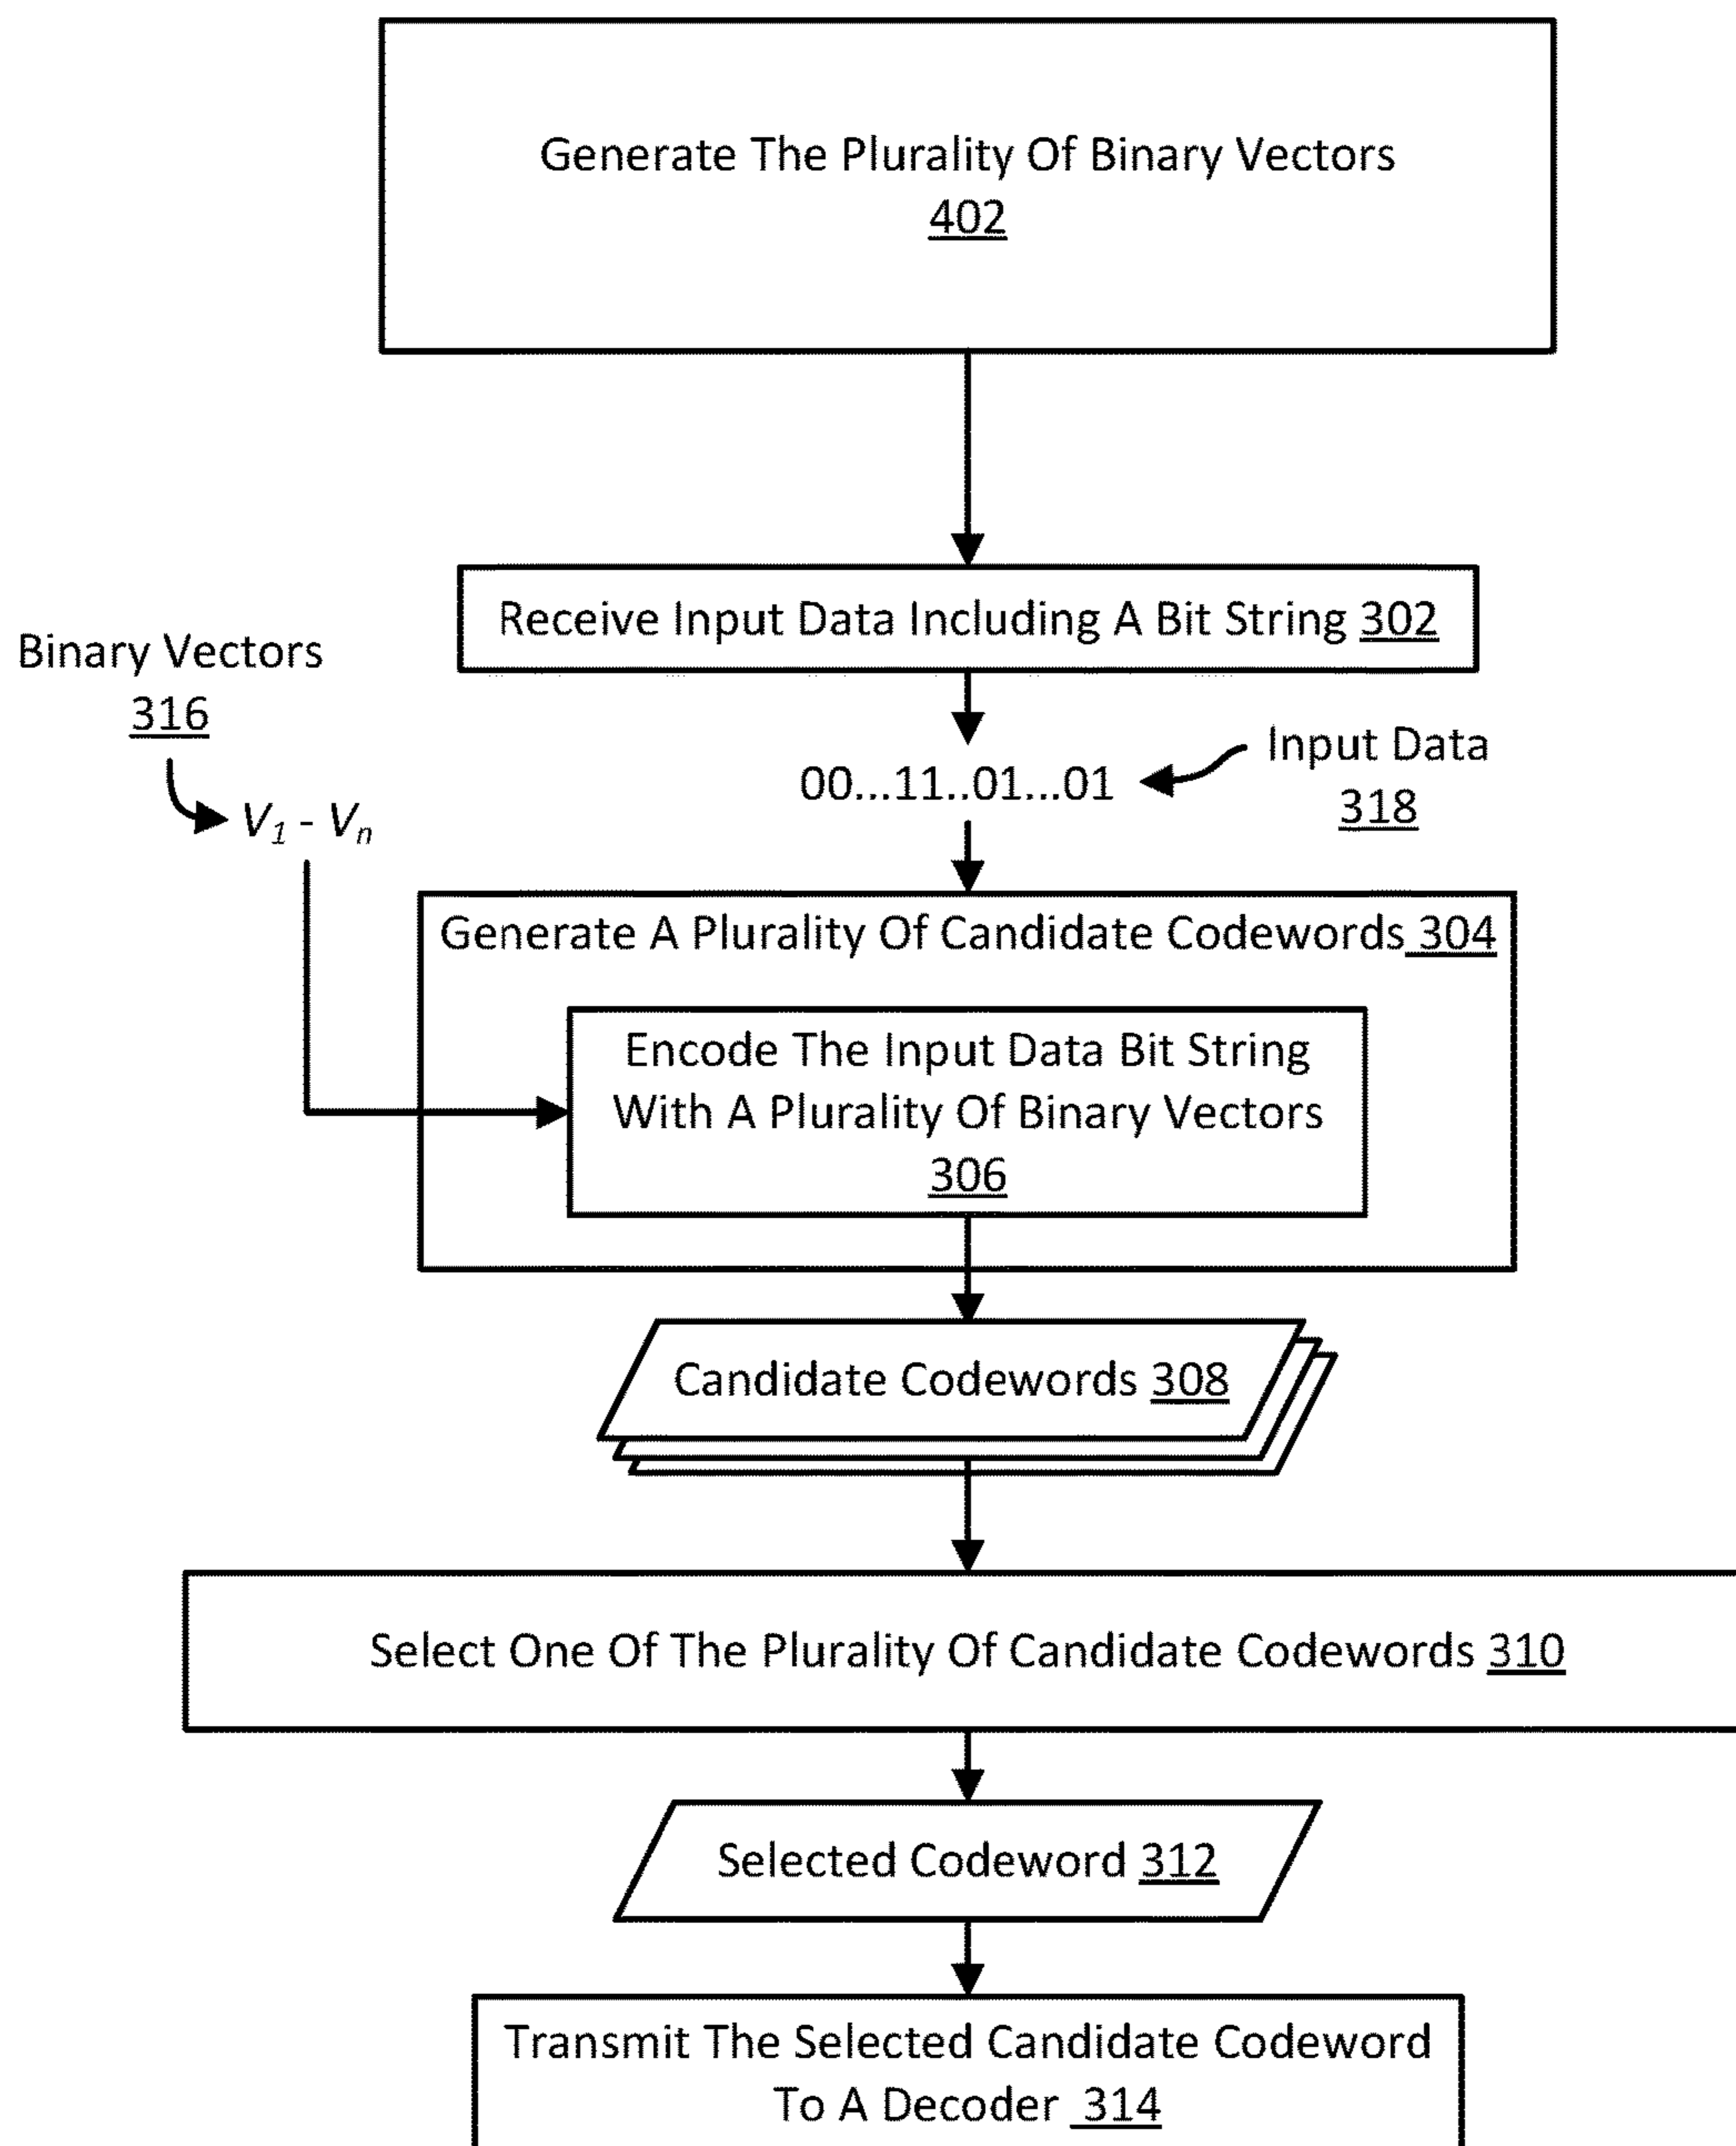 Generate The Plurality Of Binary Vectors
402
Receive Input Data Including A Bit String 302
Binary Vectors
316
V1 - Vn
00...11..01...01
Input Data
318
Generate A Plurality Of Candidate Codewords 304
Encode The Input Data Bit String
With A Plurality Of Binary Vectors
306
Candidate Codewords 308
Select One Of The Plurality Of Candidate Codewords 310
Selected Codeword 312
Transmit The Selected Candidate Codeword
To A Decoder 314